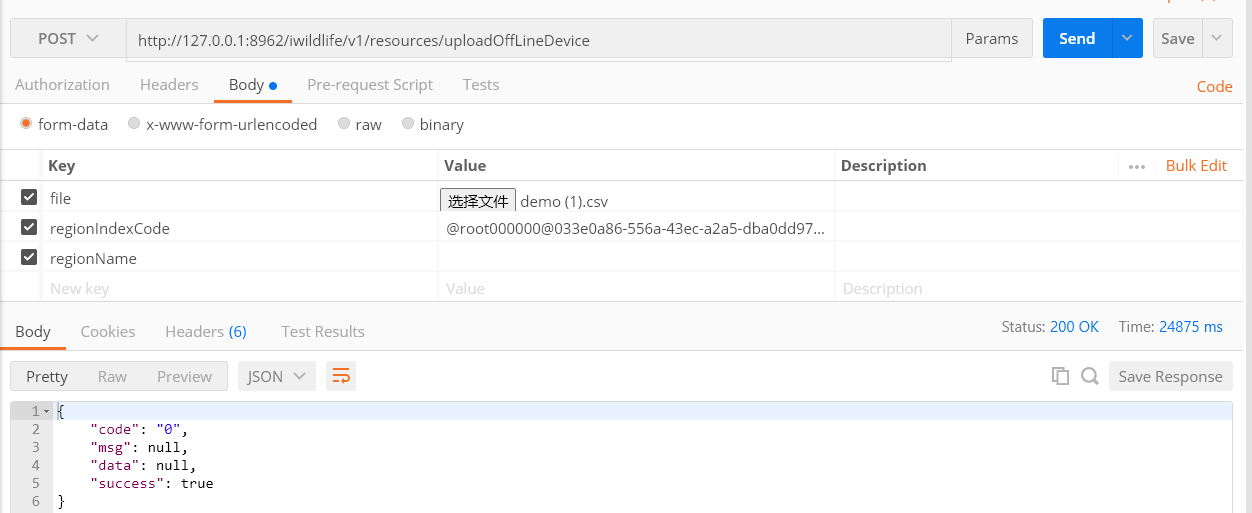 POST http://127.0.0.1:8962/iwildlife/v1/resources/uploadOffLineDevice Params Send Save
Authorization Headers Body Pre-request Script Tests Code
form-data x-www-form-urlencoded raw binary
Key Value Description ••• Bulk Edit
file 选择文件 demo (1).csv
regionIndexCode @root000000@033e0a86-556a-43ec-a2a5-dba0dd97...
regionName
New key Value Description
Body Cookies Headers (6) Test Results Status: 200 OK Time: 24875 ms
Pretty Raw Preview JSON Save Response
1 {
2 "code": "0",
3 "msg": null,
4 "data": null,
5 "success": true
6 }